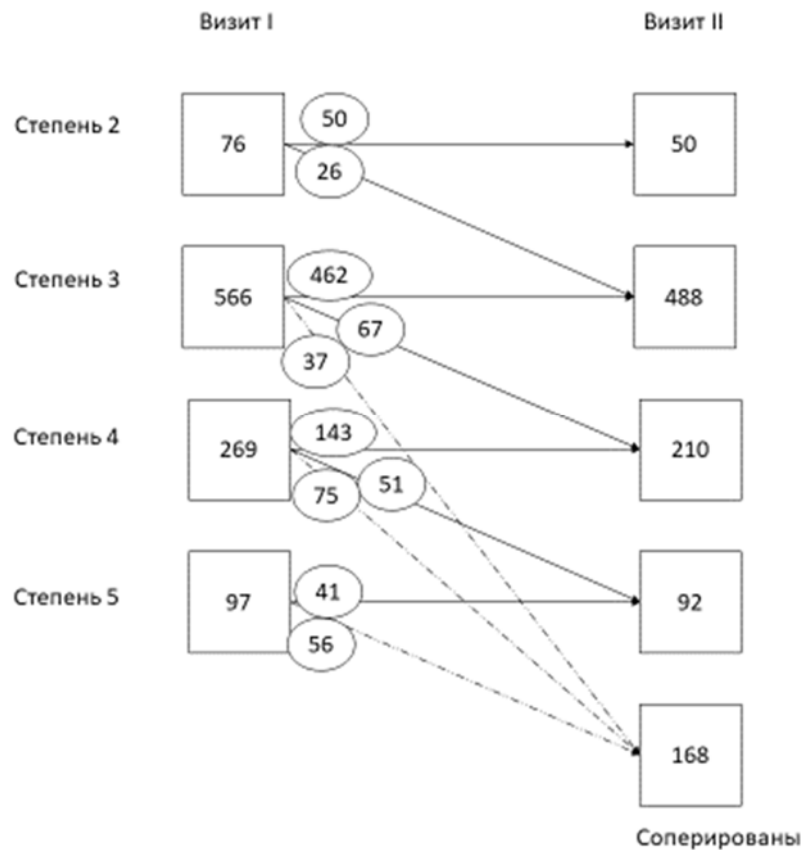 Визит I
Визит II
Степень 2
76
50
26
50
Степень 3
566
462
67
37
488
Степень 4
269
143
51
75
210
Степень 5
97
41
56
92
168
Соперированы